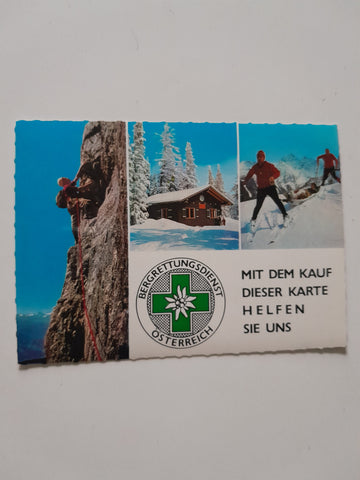 BERGRETTUNGSDIENST
ÖSTERREICH
MIT DEM KAUF
DIESER KARTE
HELFEN
SIE UNS